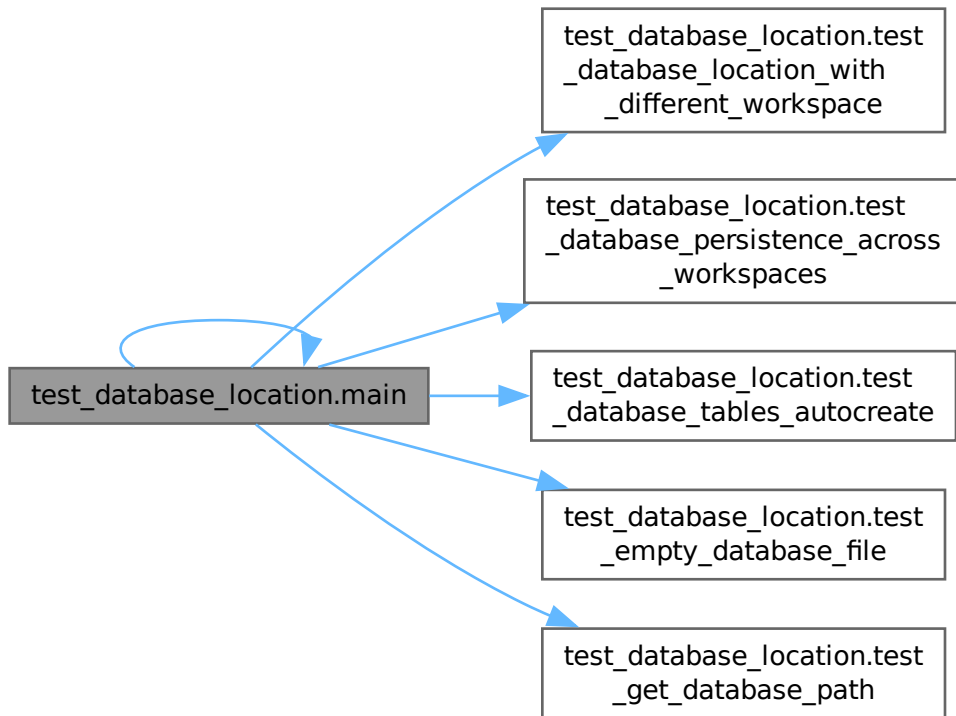 test_database_location.test
_database_location_with
_different_workspace
test_database_location.test
_database_persistence_across
_workspaces
test_database_location.main
test_database_location.test
_database_tables_autocreate
test_database_location.test
_empty_database_file
test_database_location.test
_get_database_path